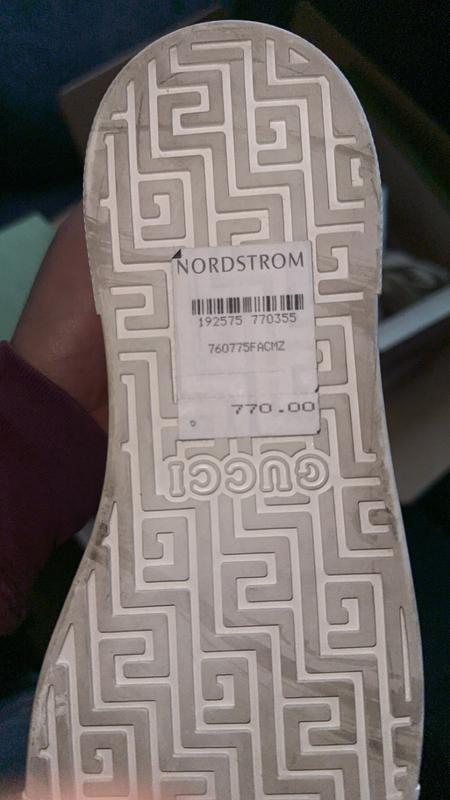 NORDSTROM
192575 770355
760775FACMZ
770.00
GUCCI